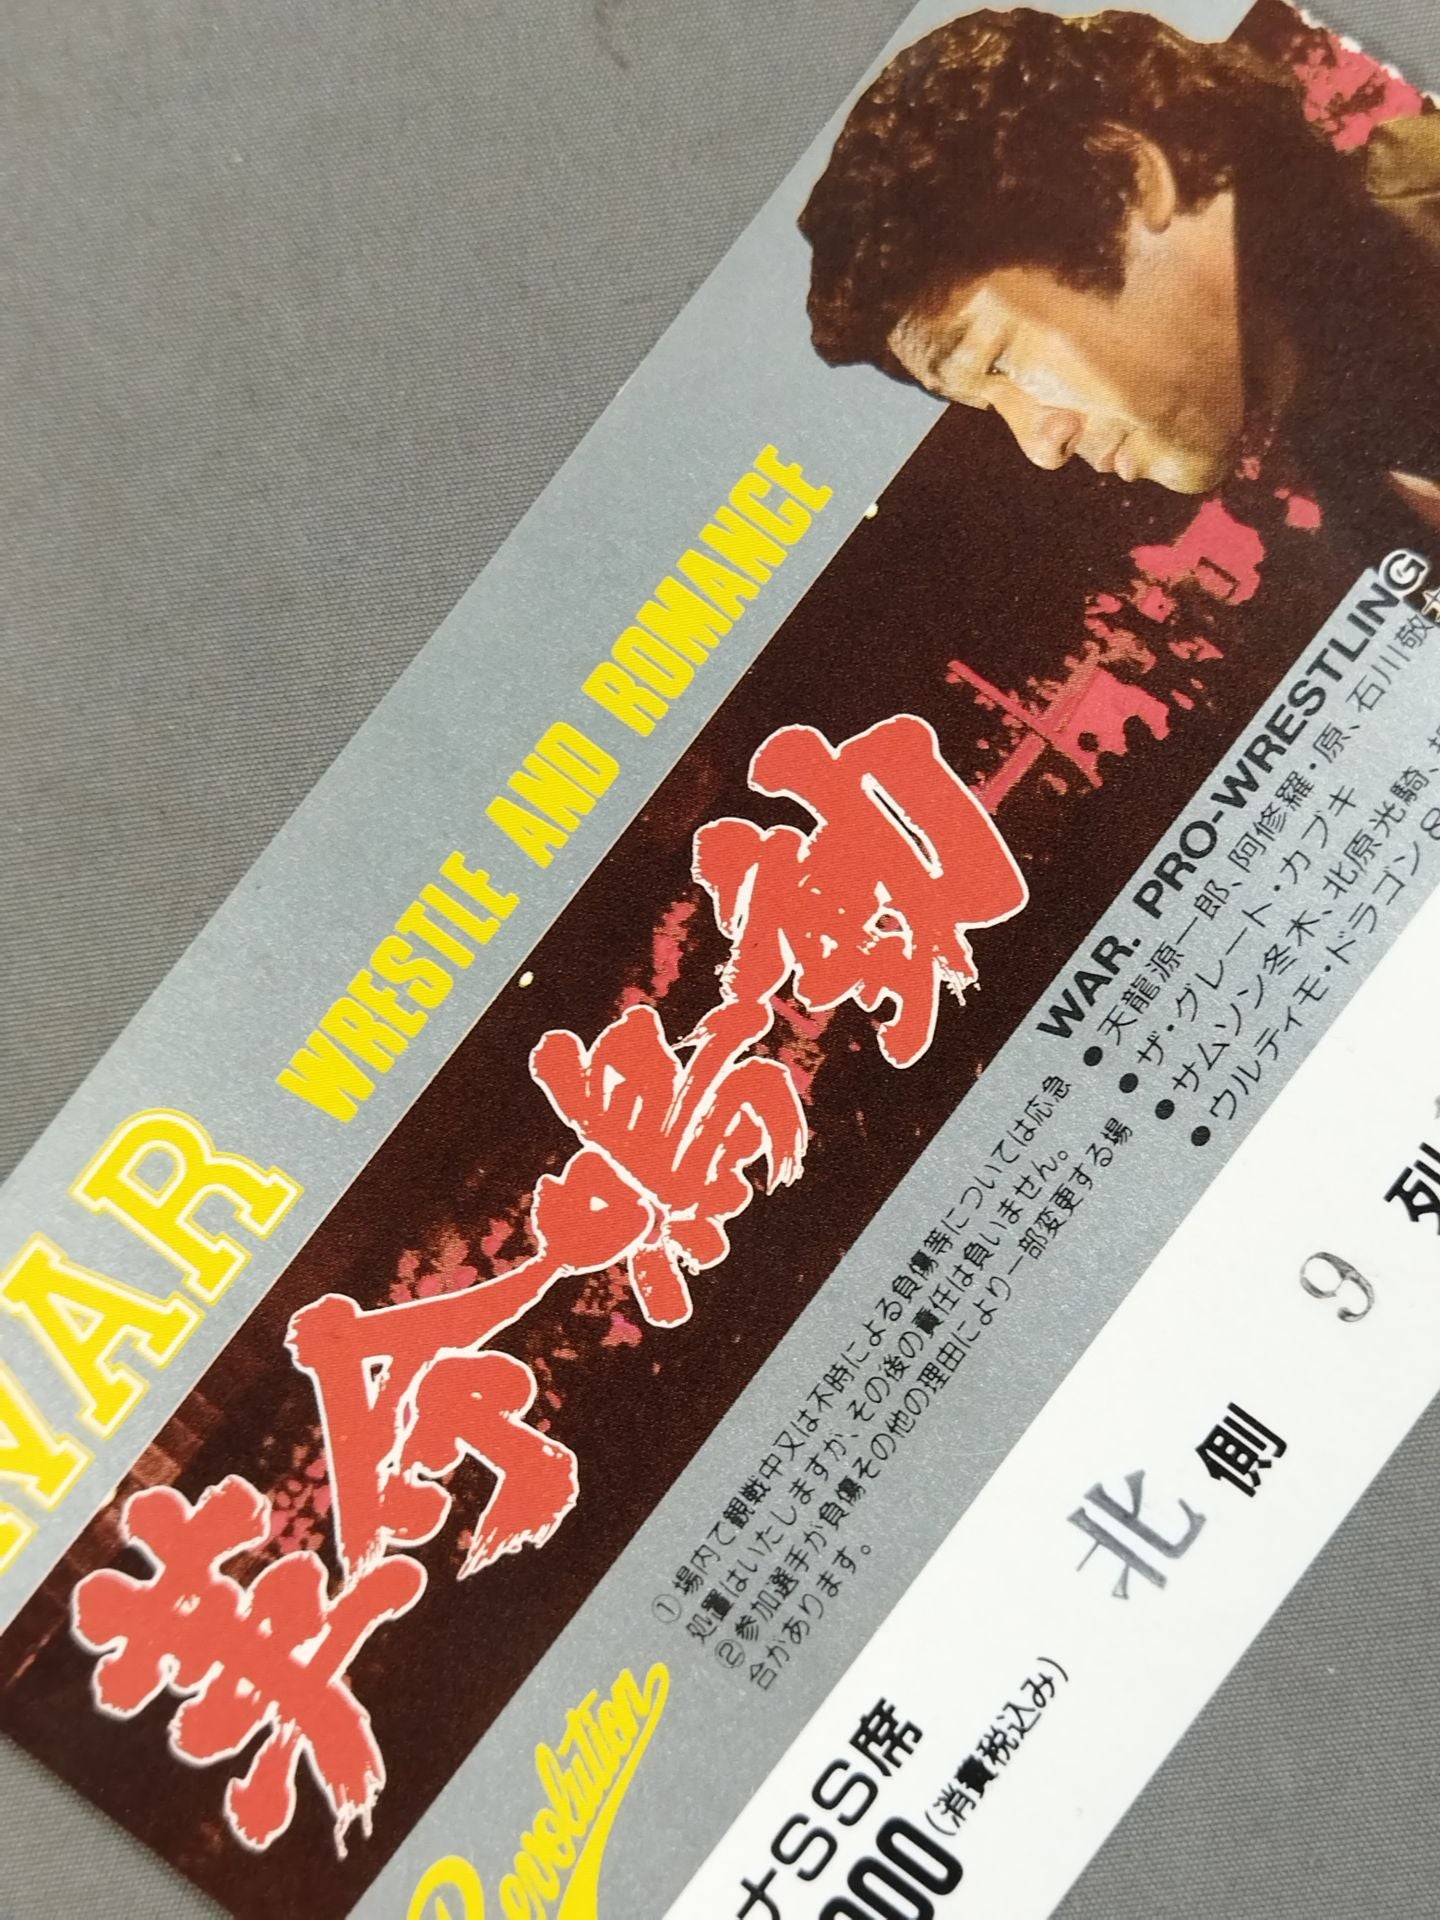 WAR
WRESTLE AND ROMANCE
革命黙示
Revolution
WAR. PRO-WRESTLING
●天龍源一郎、阿修羅・原、石川敬
●ザ・グレート・カブキ
●サムソン冬木、北原光騎、
●ウルティモ・ドラゴン
①場内で観戦中又は不時による負傷等については応急
処置はいたしますが、その後の責任は負いません。
②参加選手が負傷その他の理由により一部変更する場
合があります。
北側 9 列
ナSS席
000(消費税込み)